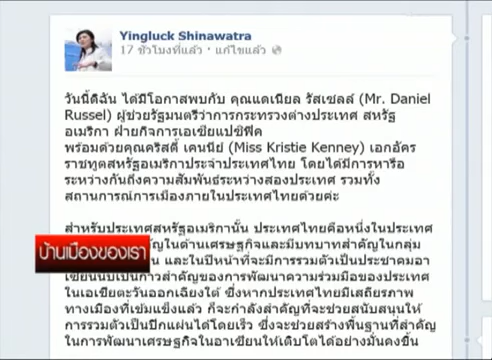 Yingluck Shinawatra
17 ชั่วโมงที่แล้ว · แก้ไขแล้ว
วันนี้ดิฉัน ได้มีโอกาสพบกับ คุณแดเนียล รัสเซลล์ (Mr. Daniel
Russel) ผู้ช่วยรัฐมนตรีว่าการกระทรวงต่างประเทศ สหรัฐ
อเมริกา ฝ่ายกิจการเอเชียแปซิฟิค
พร้อมด้วยคุณคริสตี้ เคนนีย์ (Miss Kristie Kenney) เอกอัคร
ราชทูตสหรัฐอเมริกาประจำประเทศไทย โดยได้มีการหารือ
ระหว่างกันถึงความสัมพันธ์ระหว่างสองประเทศ รวมทั้ง
สถานการณ์การเมืองภายในประเทศไทยด้วยค่ะ
สำหรับประเทศสหรัฐอเมริกานั้น ประเทศไทยคือหนึ่งในประเทศ
บ้านเมืองของเรา
ญในด้านเศรษฐกิจและมีบทบาทสำคัญในกลุ่ม
น และในปีหน้าที่จะมีการรวมตัวเป็นประชาคมอา
เซียนนับเป็นก้าวสำคัญของการพัฒนาความร่วมมือของประเทศ
ในเอเชียตะวันออกเฉียงใต้ ซึ่งหากประเทศไทยมีเสถียรภาพ
ทางเมืองที่เข้มแข็งแล้ว ก็จะกำลังสำคัญที่จะช่วยสนับสนุนให้
การรวมตัวเป็นปึกแผ่นได้โดยเร็ว ซึ่งจะช่วยสร้างพื้นฐานที่สำคัญ
ในการพัฒนาเศรษฐกิจในอาเซียนให้เติบโตได้อย่างมั่นคงขึ้น